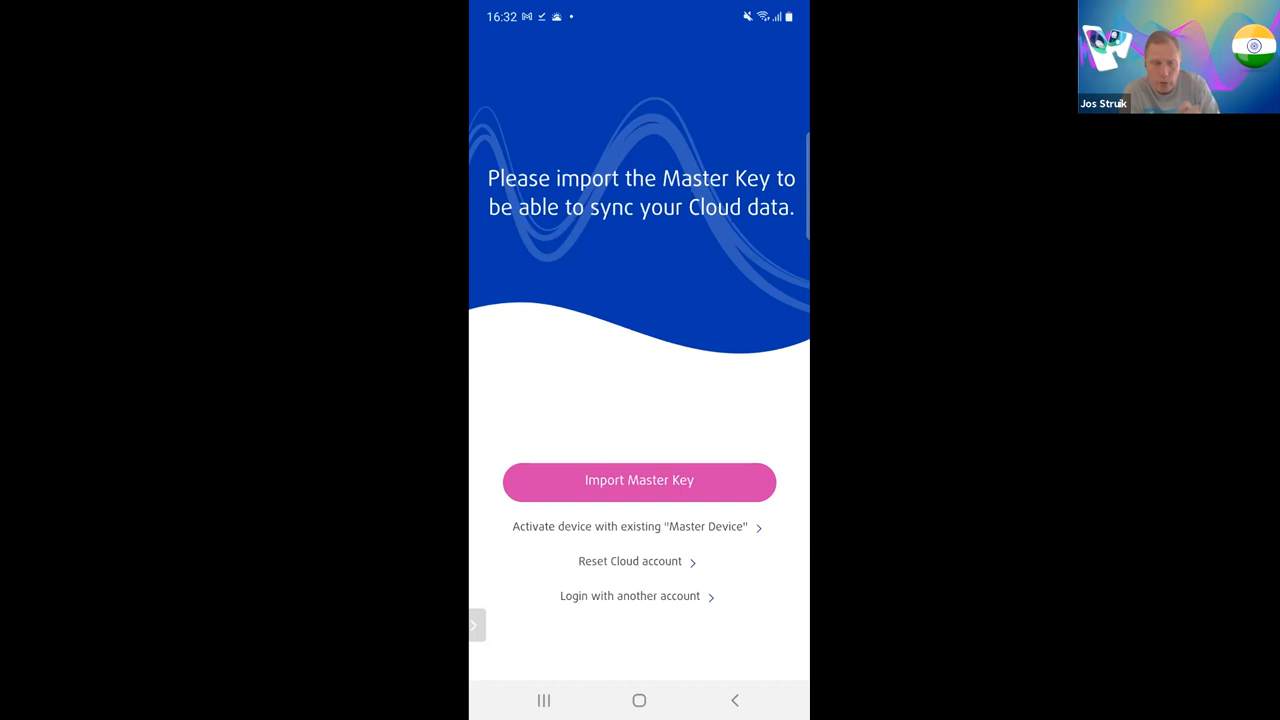 16:32
Please import the Master Key to
be able to sync your Cloud data.
Import Master Key
Activate device with existing "Master Device"
Reset Cloud account
Login with another account
Jos Struik